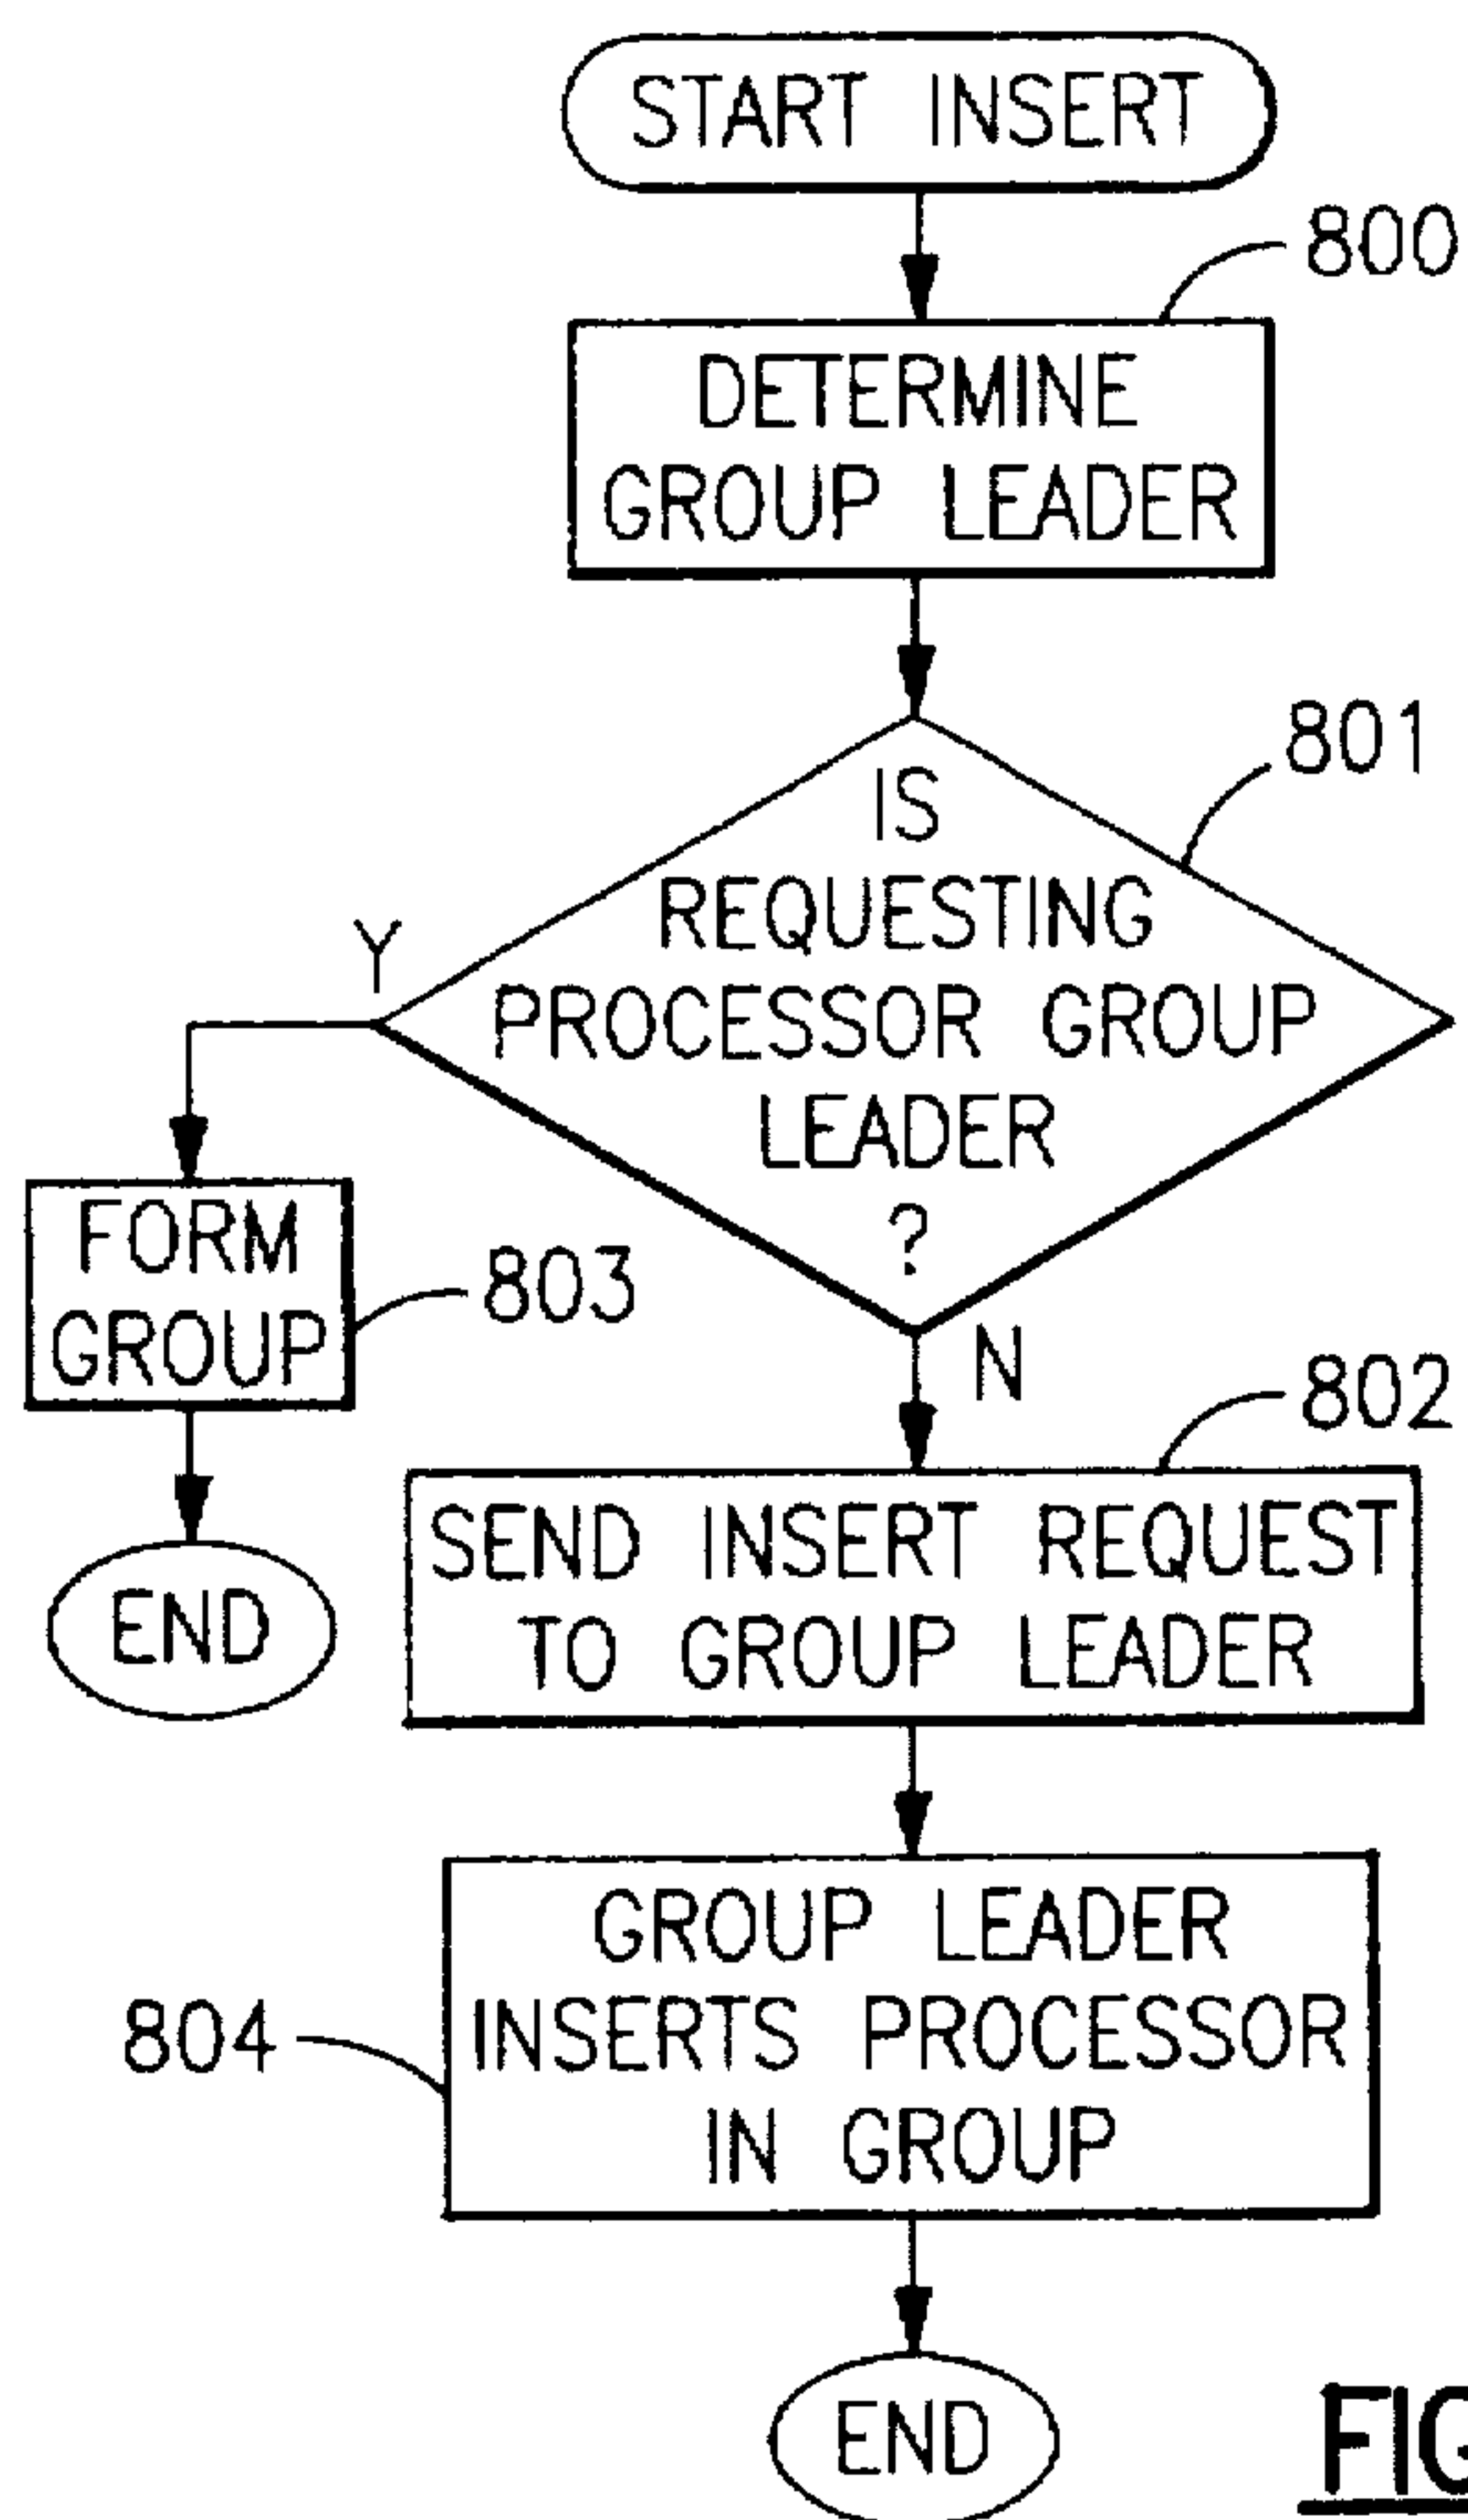 START INSERT
800
DETERMINE
GROUP LEADER
801
IS
REQUESTING
PROCESSOR GROUP
LEADER
?
Y
N
FORM
GROUP
803
END
802
SEND INSERT REQUEST
TO GROUP LEADER
804
GROUP LEADER
INSERTS PROCESSOR
IN GROUP
END